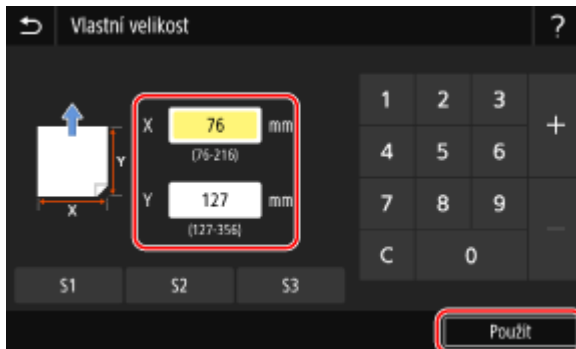 Vlastní velikost ?
X 76 mm
(76-216)
Y 127 mm
(127-356)
Y
X
1 2 3 +
4 5 6
7 8 9 —
C 0
S1 S2 S3
Použít